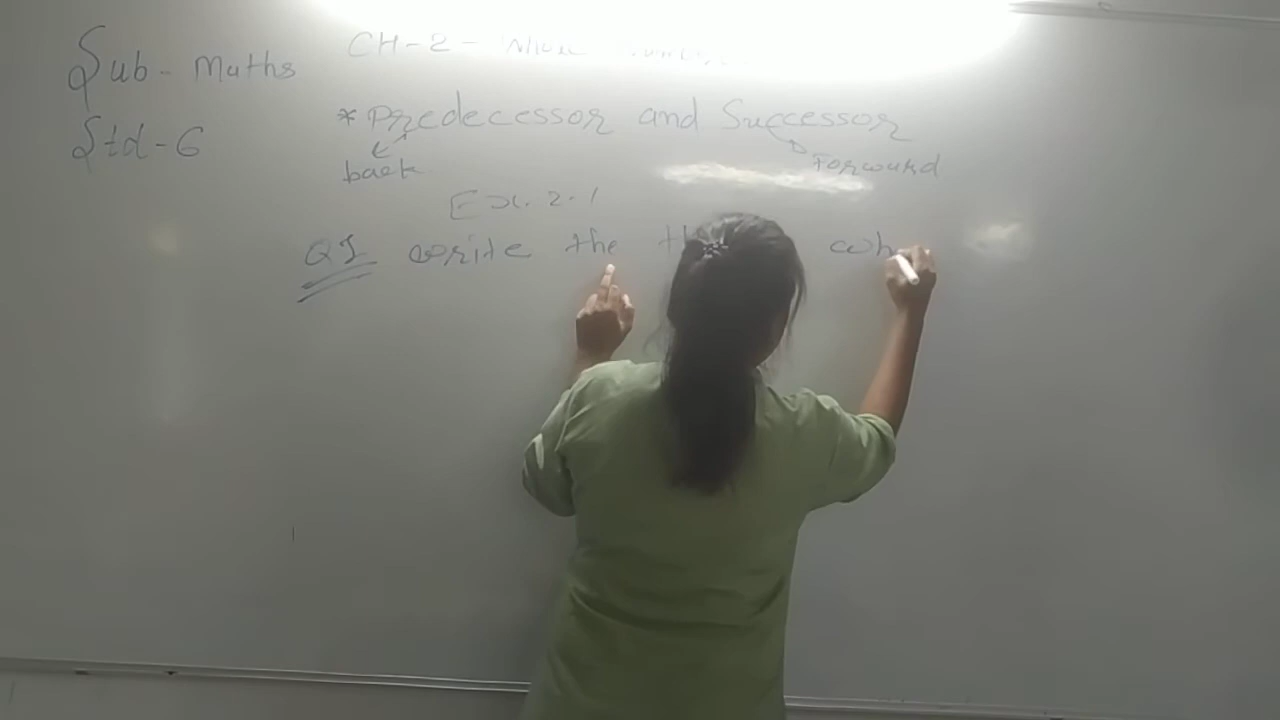 Sub - Maths
Std - 6
CH - 2 -
* Predecessor and Successor
back
Forward
Ex. 2.1
Q1 write the